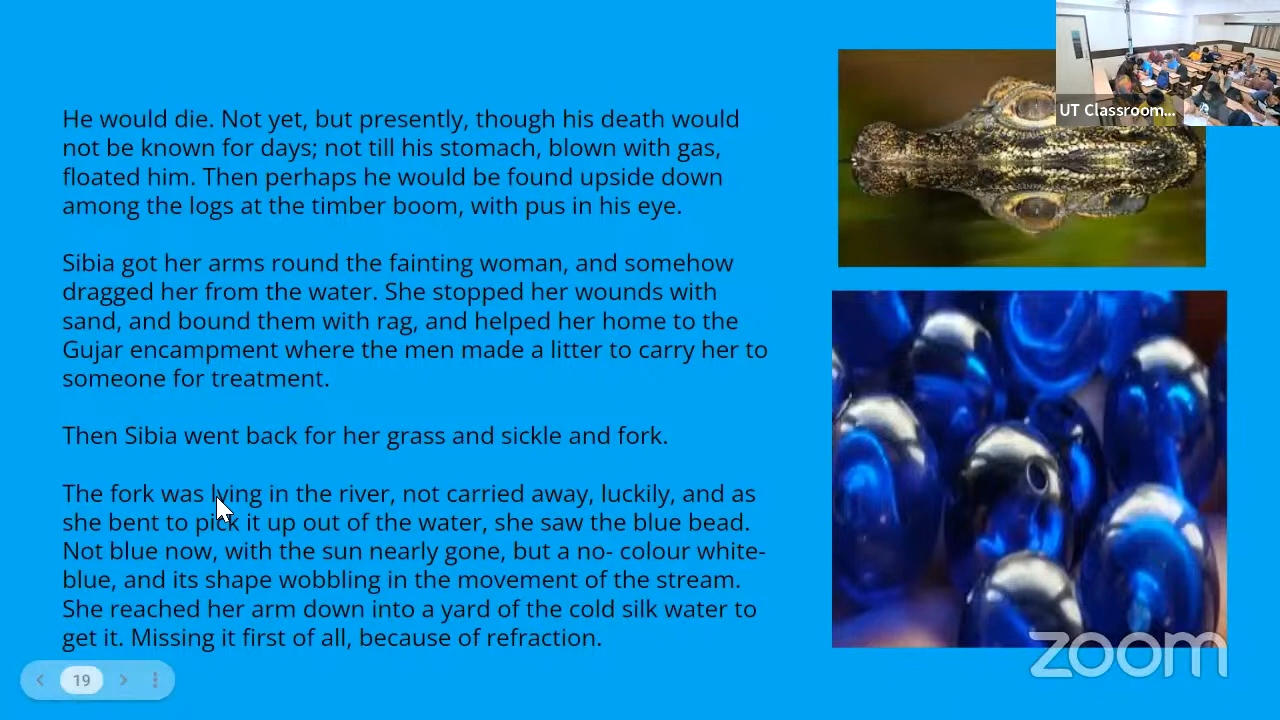 He would die. Not yet, but presently, though his death would
not be known for days; not till his stomach, blown with gas,
floated him. Then perhaps he would be found upside down
among the logs at the timber boom, with pus in his eye.
Sibia got her arms round the fainting woman, and somehow
dragged her from the water. She stopped her wounds with
sand, and bound them with rag, and helped her home to the
Gujar encampment where the men made a litter to carry her to
someone for treatment.
Then Sibia went back for her grass and sickle and fork.
The fork was lying in the river, not carried away, luckily, and as
she bent to pick it up out of the water, she saw the blue bead.
Not blue now, with the sun nearly gone, but a no- colour white-
blue, and its shape wobbling in the movement of the stream.
She reached her arm down into a yard of the cold silk water to
get it. Missing it first of all, because of refraction.
UT Classroom...
zoom
19